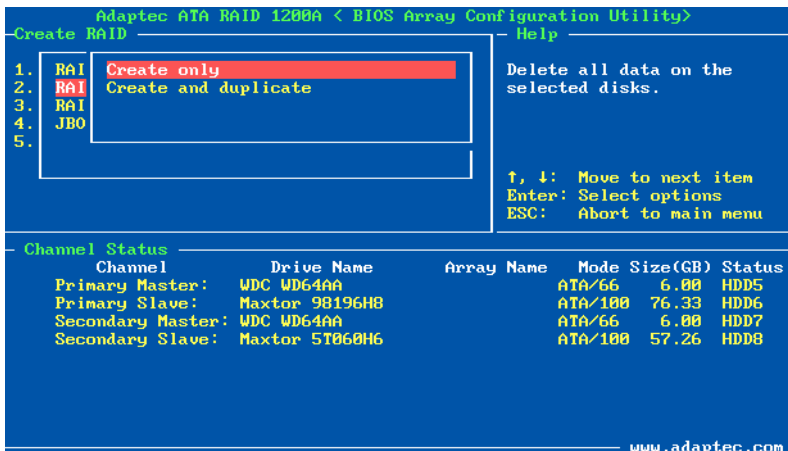 Adaptec ATA RAID 1200A < BIOS Array Configuration Utility>
Create RAID
1. RAI
2. RAI
3. RAI
4. JBO
5.
Create only
Create and duplicate
Help
Delete all data on the
selected disks.
↑, ↓: Move to next item
Enter: Select options
ESC: Abort to main menu
Channel Status
Channel Drive Name Array Name Mode Size(GB) Status
Primary Master: WDC WD64AA ATA/66 6.00 HDD5
Primary Slave: Maxtor 98196H8 ATA/100 76.33 HDD6
Secondary Master: WDC WD64AA ATA/66 6.00 HDD7
Secondary Slave: Maxtor 5T060H6 ATA/100 57.26 HDD8
www.adaptec.com